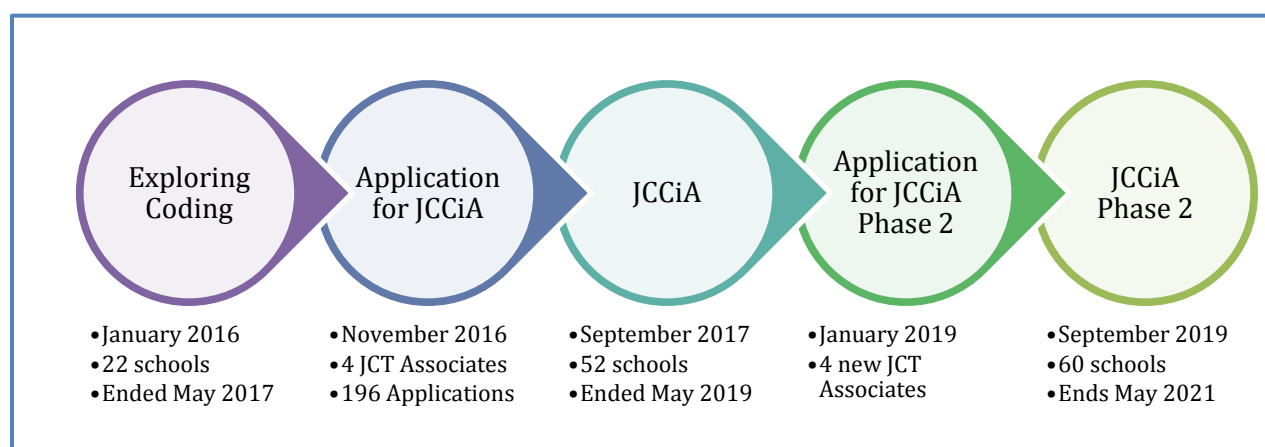 Exploring
Coding
Application
for JCCiA
JCCiA
Application
for JCCiA
Phase 2
JCCiA
Phase 2
•January 2016
•22 schools
•Ended May 2017
•November 2016
•4 JCT Associates
•196 Applications
•September 2017
•52 schools
•Ended May 2019
•January 2019
•4 new JCT
Associates
•September 2019
•60 schools
•Ends May 2021